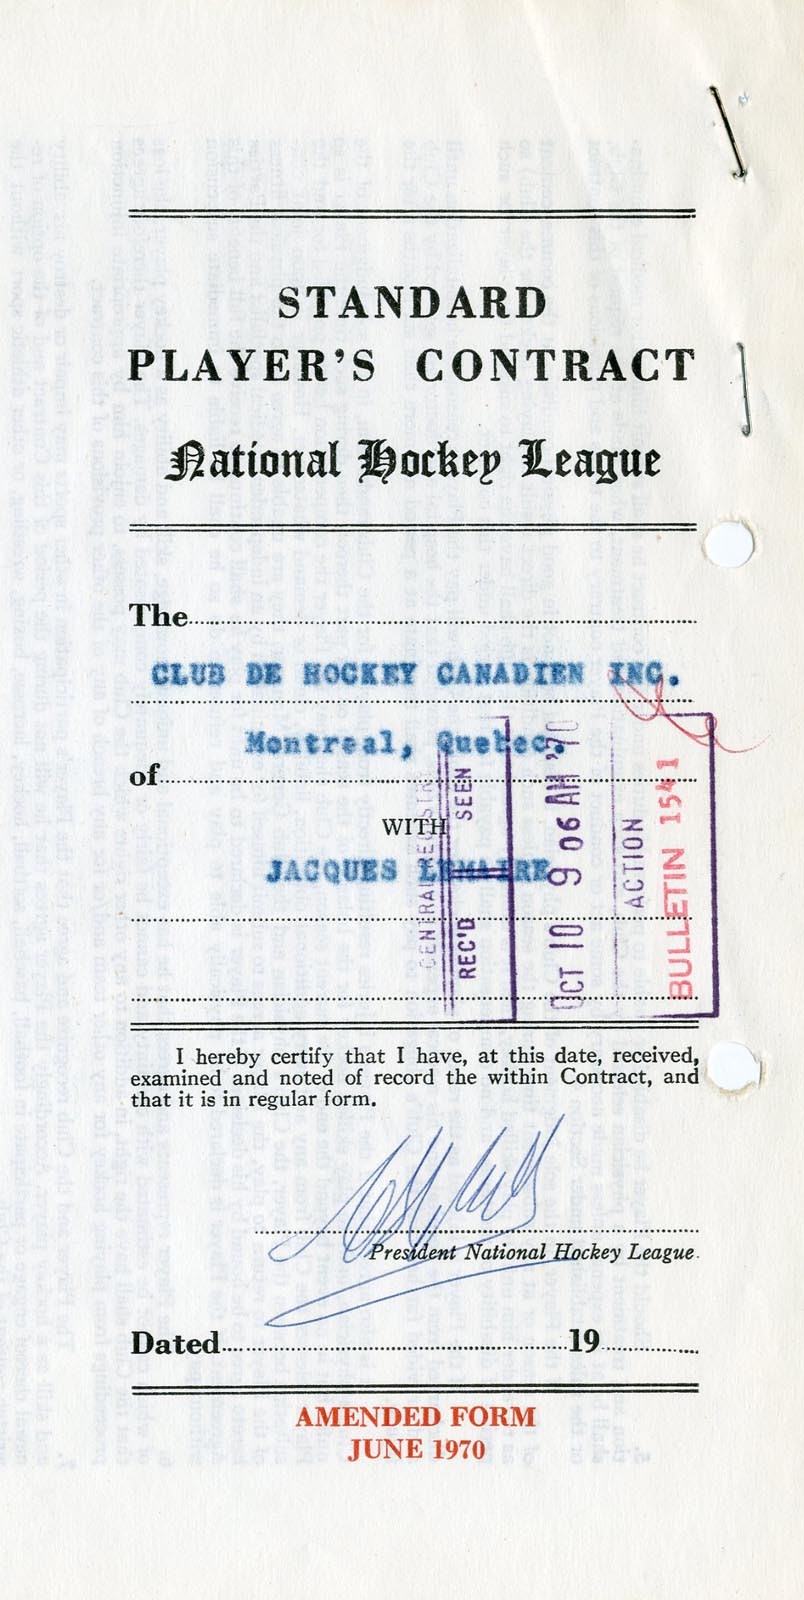 STANDARD
PLAYER'S CONTRACT
National Hockey League
The
CLUB DE HOCKEY CANADIEN INC.
Montreal, Quebec.
of
WITH
JACQUES LEMAIRE
CENTRAL REGISTRY
REC'D SEEN
OCT 10 9 06 AM '70
ACTION
BULLETIN 1541
I hereby certify that I have, at this date, received,
examined and noted of record the within Contract, and
that it is in regular form.
President National Hockey League.
Dated 19
AMENDED FORM
JUNE 1970